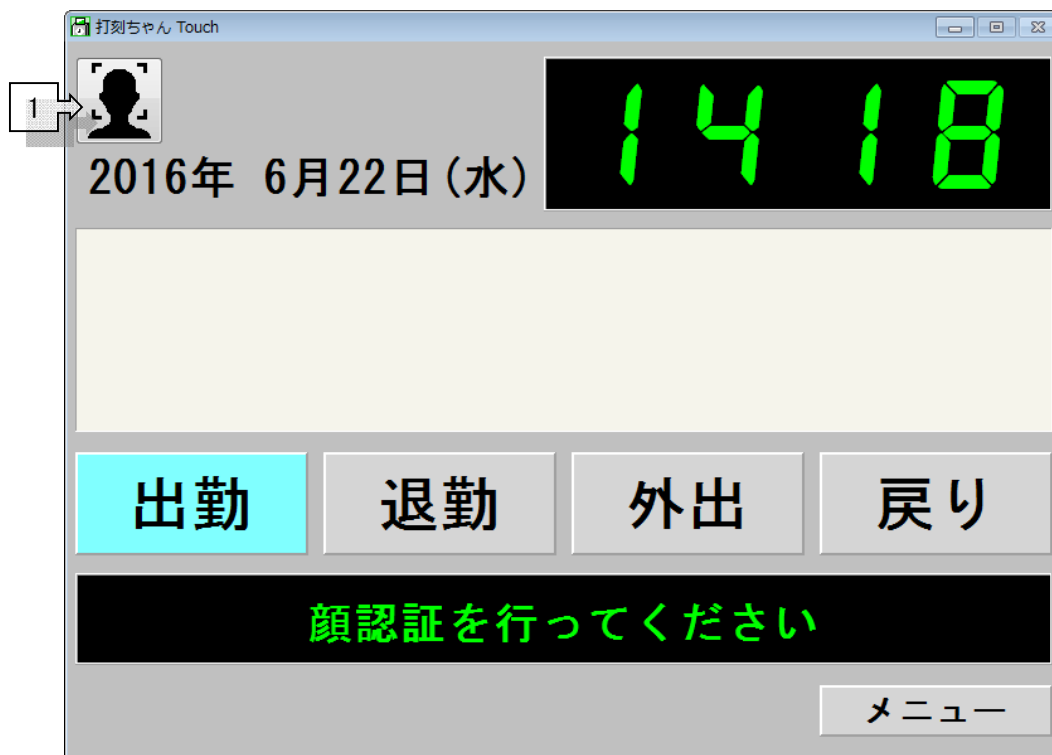 打刻ちゃん Touch
1
14 18
2016年 6月22日(水)
出勤 退勤 外出 戻り
顔認証を行ってください
メニュー